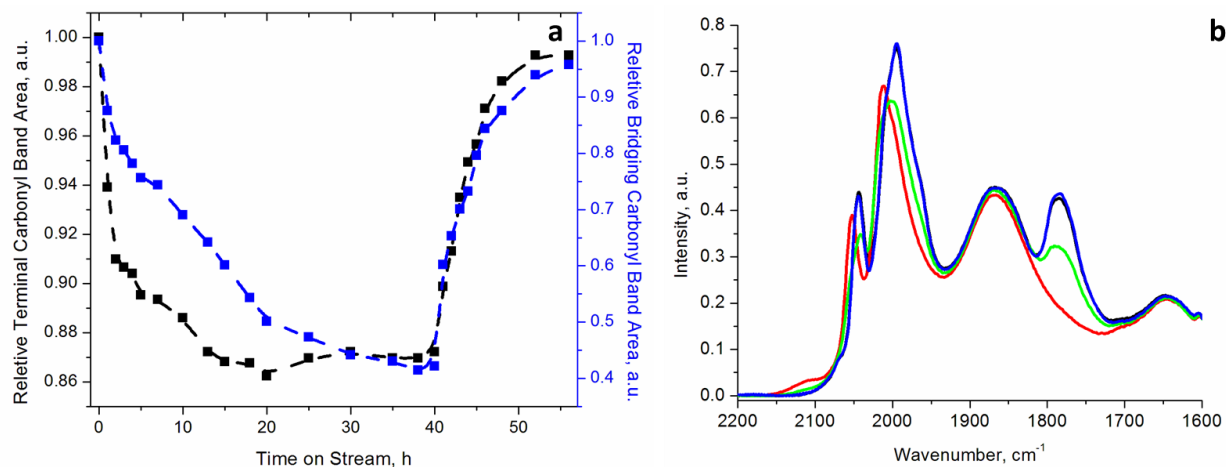 a
Reletive Terminal Carbonyl Band Area, a.u.
1.00
0.98
0.96
0.94
0.92
0.90
0.88
0.86
0 10 20 30 40 50
Time on Stream, h
1.0
0.9
0.8
0.7
0.6
0.5
0.4
Reletive Bridging Carbonyl Band Area, a.u.
b
Intensity, a.u.
0.8
0.7
0.6
0.5
0.4
0.3
0.2
0.1
0.0
2200 2100 2000 1900 1800 1700 1600
Wavenumber, cm-1